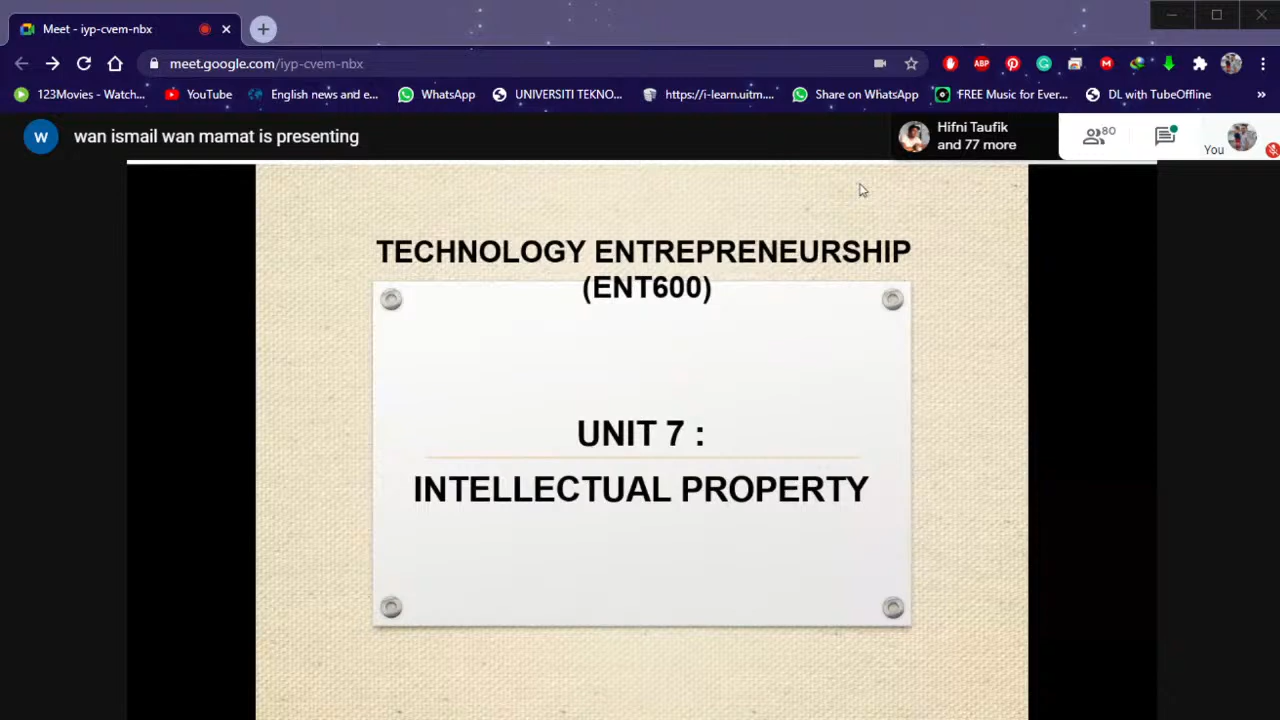 Meet - iyp-cvem-nbx
meet.google.com/iyp-cvem-nbx
ABP
123Movies - Watch...
YouTube
English news and e...
WhatsApp
UNIVERSITI TEKNO...
https://i-learn.uitm....
Share on WhatsApp
FREE Music for Ever...
DL with TubeOffline
W
wan ismail wan mamat is presenting
Hifni Taufik
and 77 more
80
You
TECHNOLOGY ENTREPRENEURSHIP
(ENT600)
UNIT 7 :
INTELLECTUAL PROPERTY